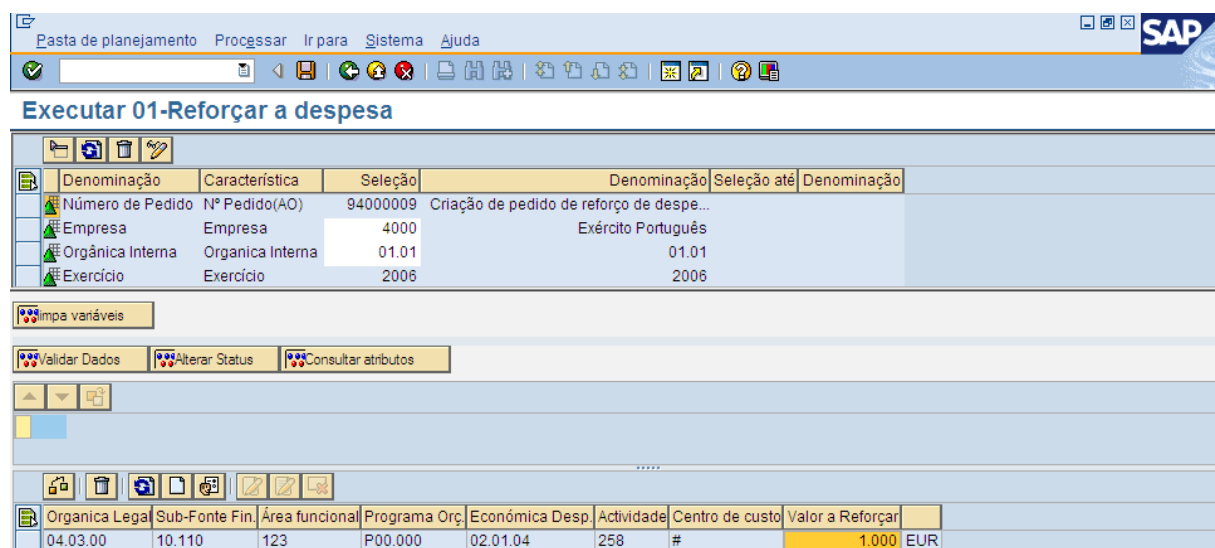 Pasta de planejamento Processar Ir para Sistema Ajuda
SAP
Executar 01-Reforçar a despesa
Denominação Característica Seleção Denominação Seleção até Denominação
Número de Pedido Nº Pedido(AO) 94000009 Criação de pedido de reforço de despe...
Empresa Empresa 4000 Exército Português
Orgânica Interna Organica Interna 01.01 01.01
Exercício Exercício 2006 2006
limpa variáveis
Validar Dados Alterar Status Consultar atributos
Organica Legal Sub-Fonte Fin. Área funcional Programa Orç. Económica Desp. Actividade Centro de custo Valor a Reforçar
04.03.00 10.110 123 P00.000 02.01.04 258 # 1.000 EUR